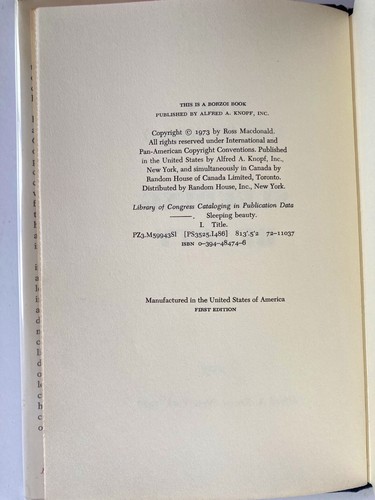 THIS IS A BORZOI BOOK
PUBLISHED BY ALFRED A. KNOPF, INC.
Copyright © 1973 by Ross Macdonald.
All rights reserved under International and
Pan-American Copyright Conventions. Published
in the United States by Alfred A. Knopf, Inc.,
New York, and simultaneously in Canada by
Random House of Canada Limited, Toronto.
Distributed by Random House, Inc., New York.
Library of Congress Cataloging in Publication Data
———. Sleeping beauty.
I. Title.
PZ3.M59943Sl [PS3525.I486] 813'.5'2 72-11037
ISBN 0-394-48474-6
Manufactured in the United States of America
FIRST EDITION